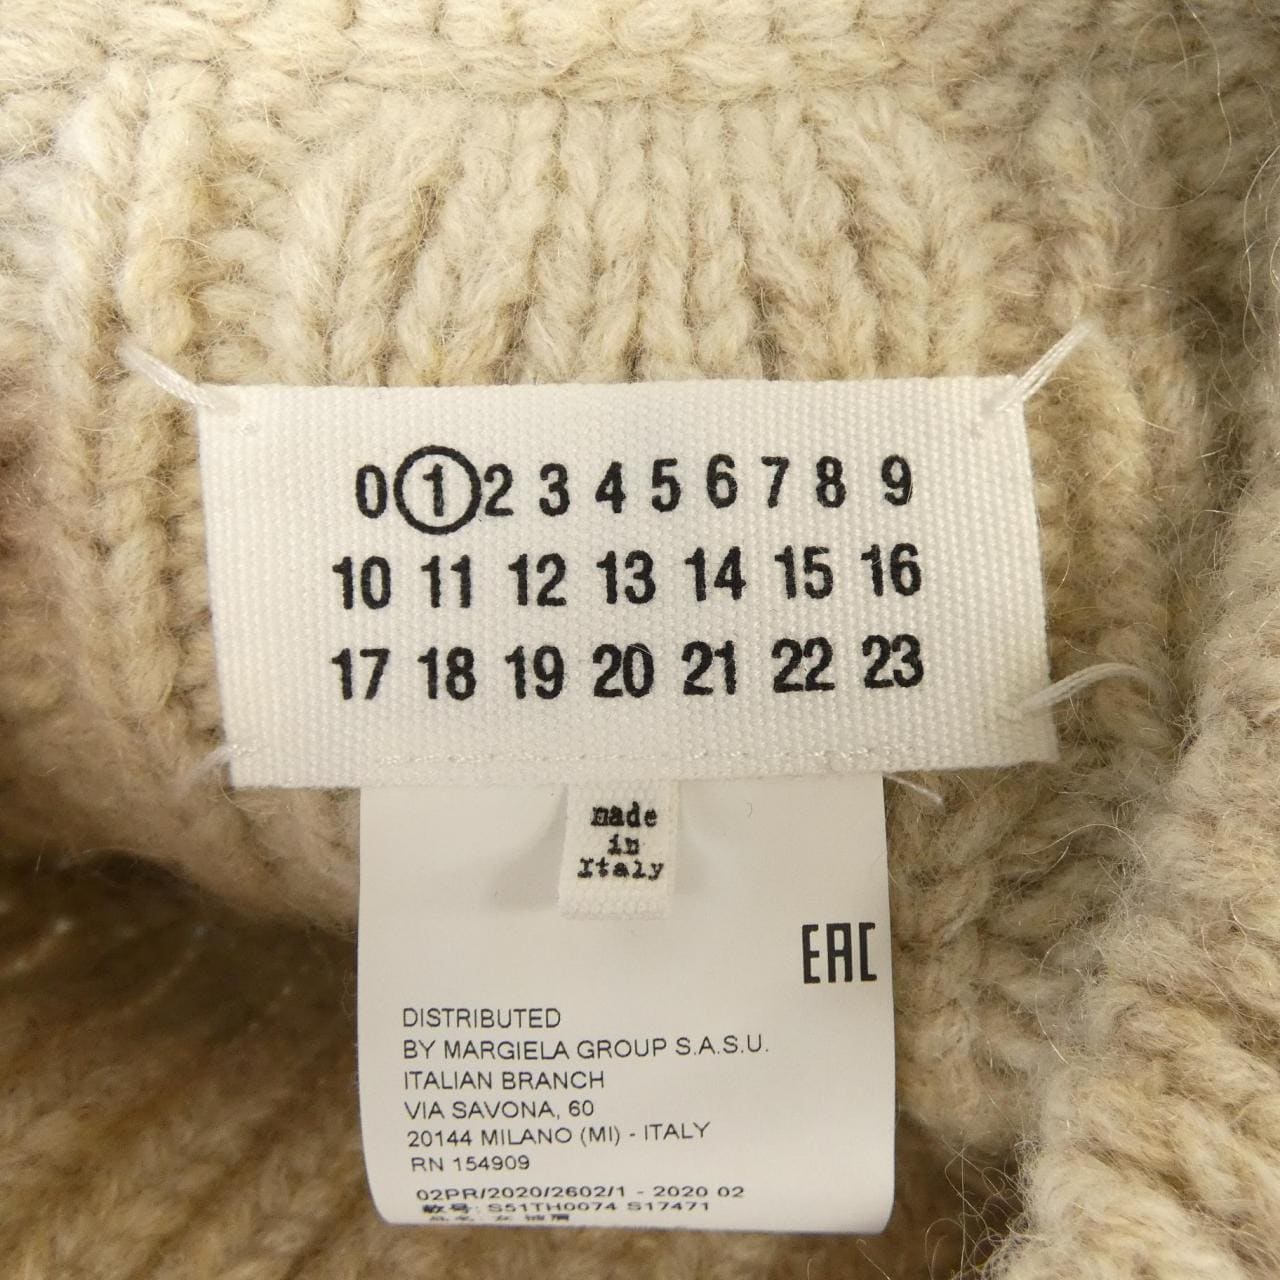 0 1 2 3 4 5 6 7 8 9
10 11 12 13 14 15 16
17 18 19 20 21 22 23
made
in
Italy
EAC
DISTRIBUTED
BY MARGIELA GROUP S.A.S.U.
ITALIAN BRANCH
VIA SAVONA, 60
20144 MILANO (MI) - ITALY
RN 154909
02PR/2020/2602/1 - 2020 02
款号: S51TH0074 S17471